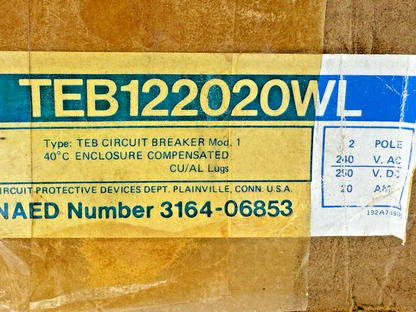 TEB122020WL
Type: TEB CIRCUIT BREAKER Mod. 1
40°C ENCLOSURE COMPENSATED
CU/AL Lugs
CIRCUIT PROTECTIVE DEVICES DEPT. PLAINVILLE, CONN. U.S.A.
NAED Number 3164-06853
2 POLE
240 V. AC
250 V. DC
20 AMP